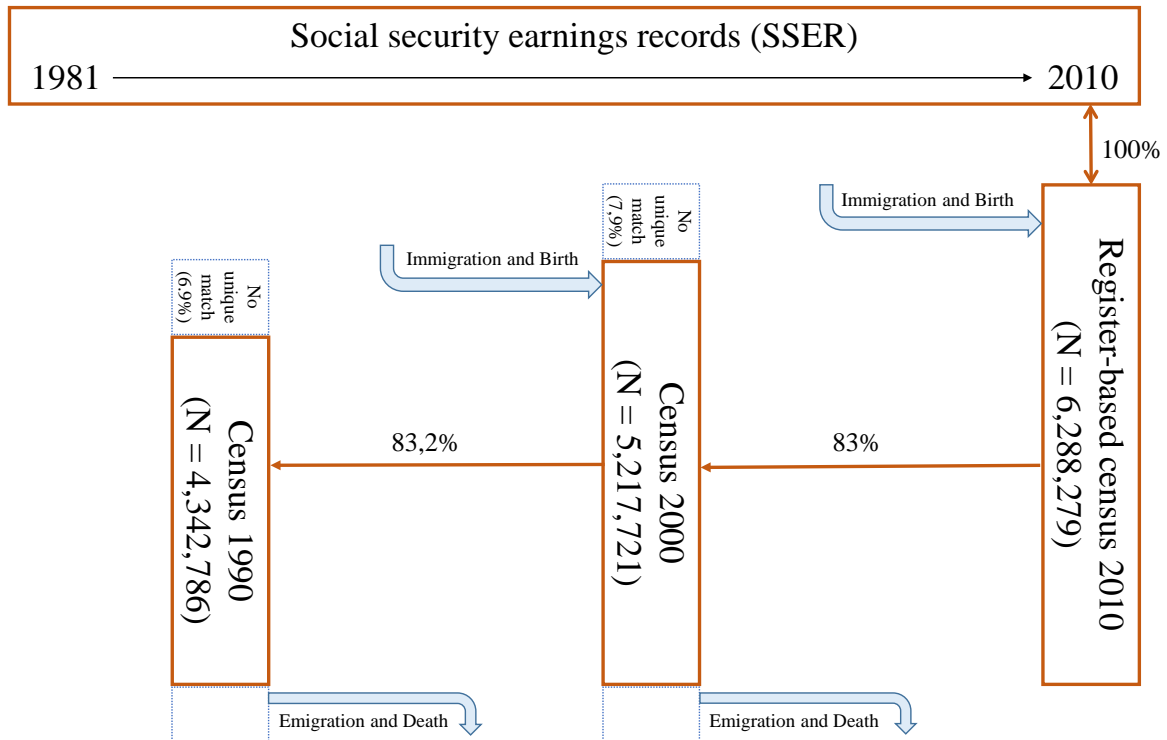 Social security earnings records (SSER)
1981
2010
100%
Immigration and Birth
Register-based census 2010
(N = 6,288,279)
No
unique
match
(7,9%)
Immigration and Birth
Census 2000
(N = 5,217,721)
83%
No
unique
match
(6.9%)
Census 1990
(N = 4,342,786)
83,2%
Emigration and Death
Emigration and Death